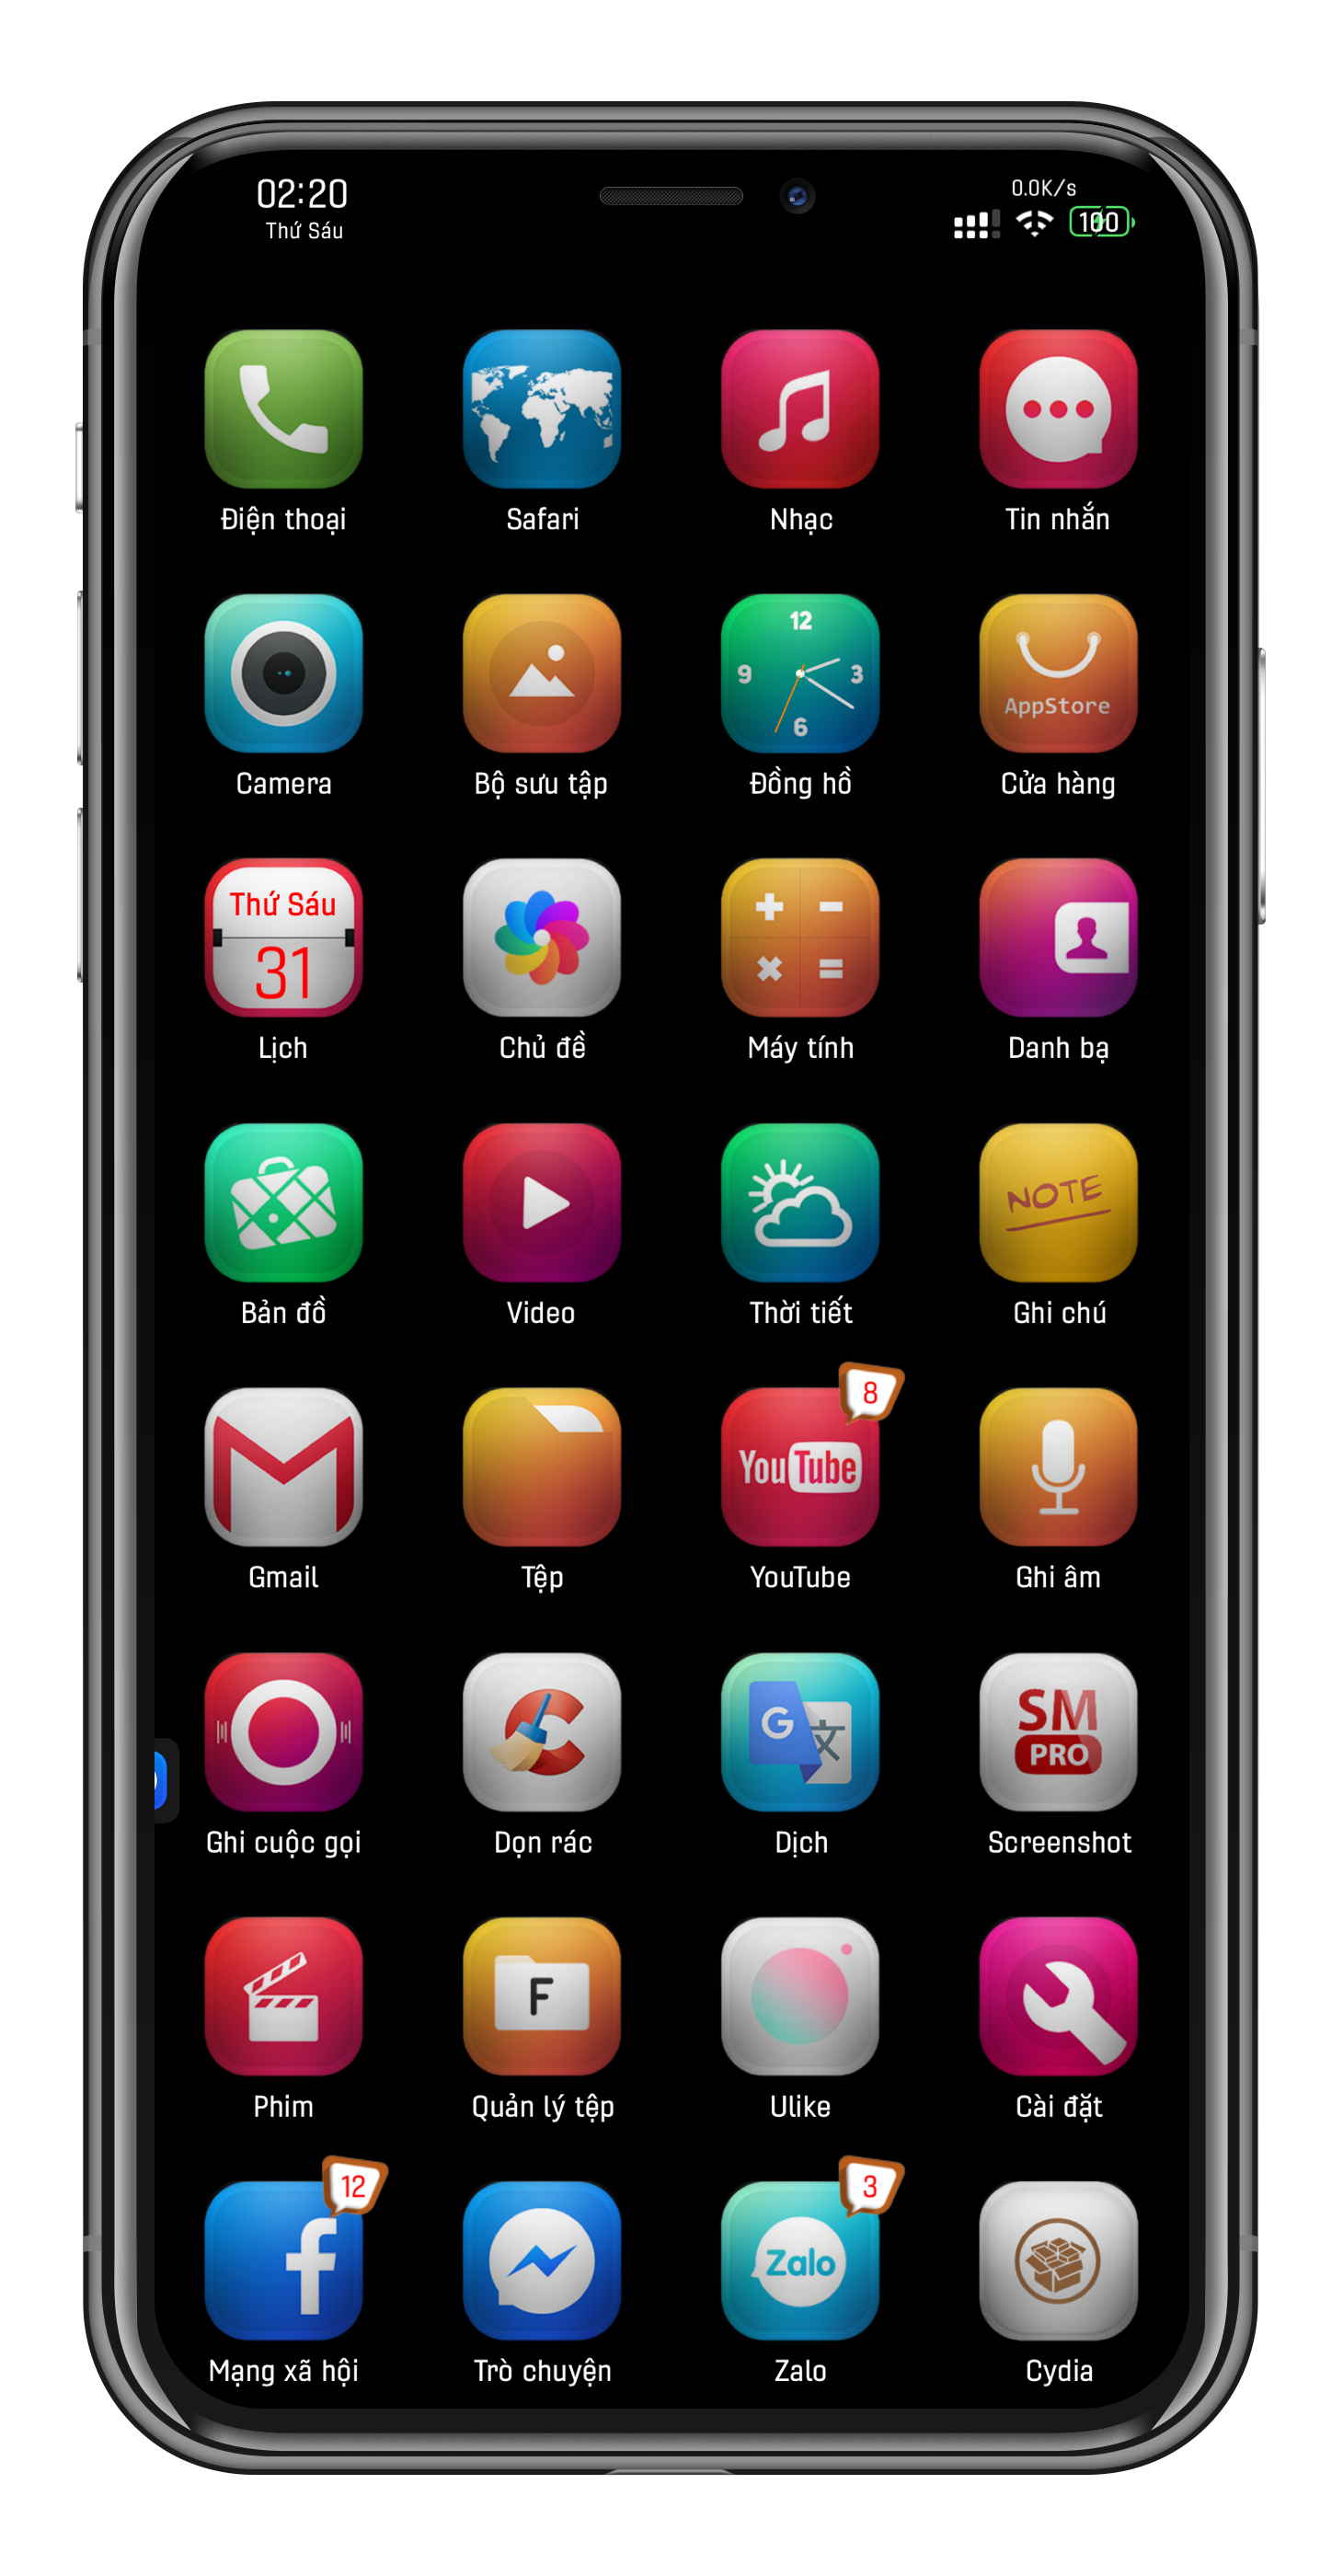 02:20
Thứ Sáu
0.0K/s
100
Điện thoại
Safari
Nhạc
Tin nhắn
12
9
3
6
AppStore
Camera
Bộ sưu tập
Đồng hồ
Cửa hàng
Thứ Sáu
31
Lịch
Chủ đề
Máy tính
Danh bạ
NOTE
Bản đồ
Video
Thời tiết
Ghi chú
8
YouTube
Gmail
Tệp
YouTube
Ghi âm
G文
SM
PRO
Ghi cuộc gọi
Dọn rác
Dịch
Screenshot
F
Phim
Quản lý tệp
Ulike
Cài đặt
12
3
f
Zalo
Mạng xã hội
Trò chuyện
Zalo
Cydia